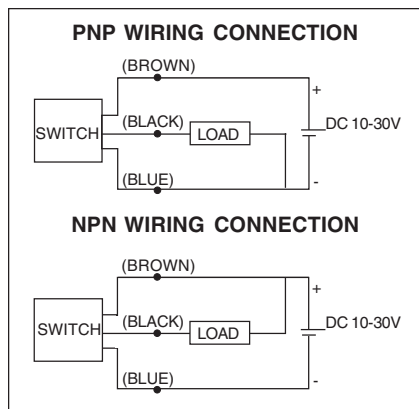 PNP WIRING CONNECTION
(BROWN)
+
SWITCH
(BLACK)
LOAD
DC 10-30V
(BLUE)
-
NPN WIRING CONNECTION
(BROWN)
+
SWITCH
(BLACK)
LOAD
DC 10-30V
(BLUE)
-